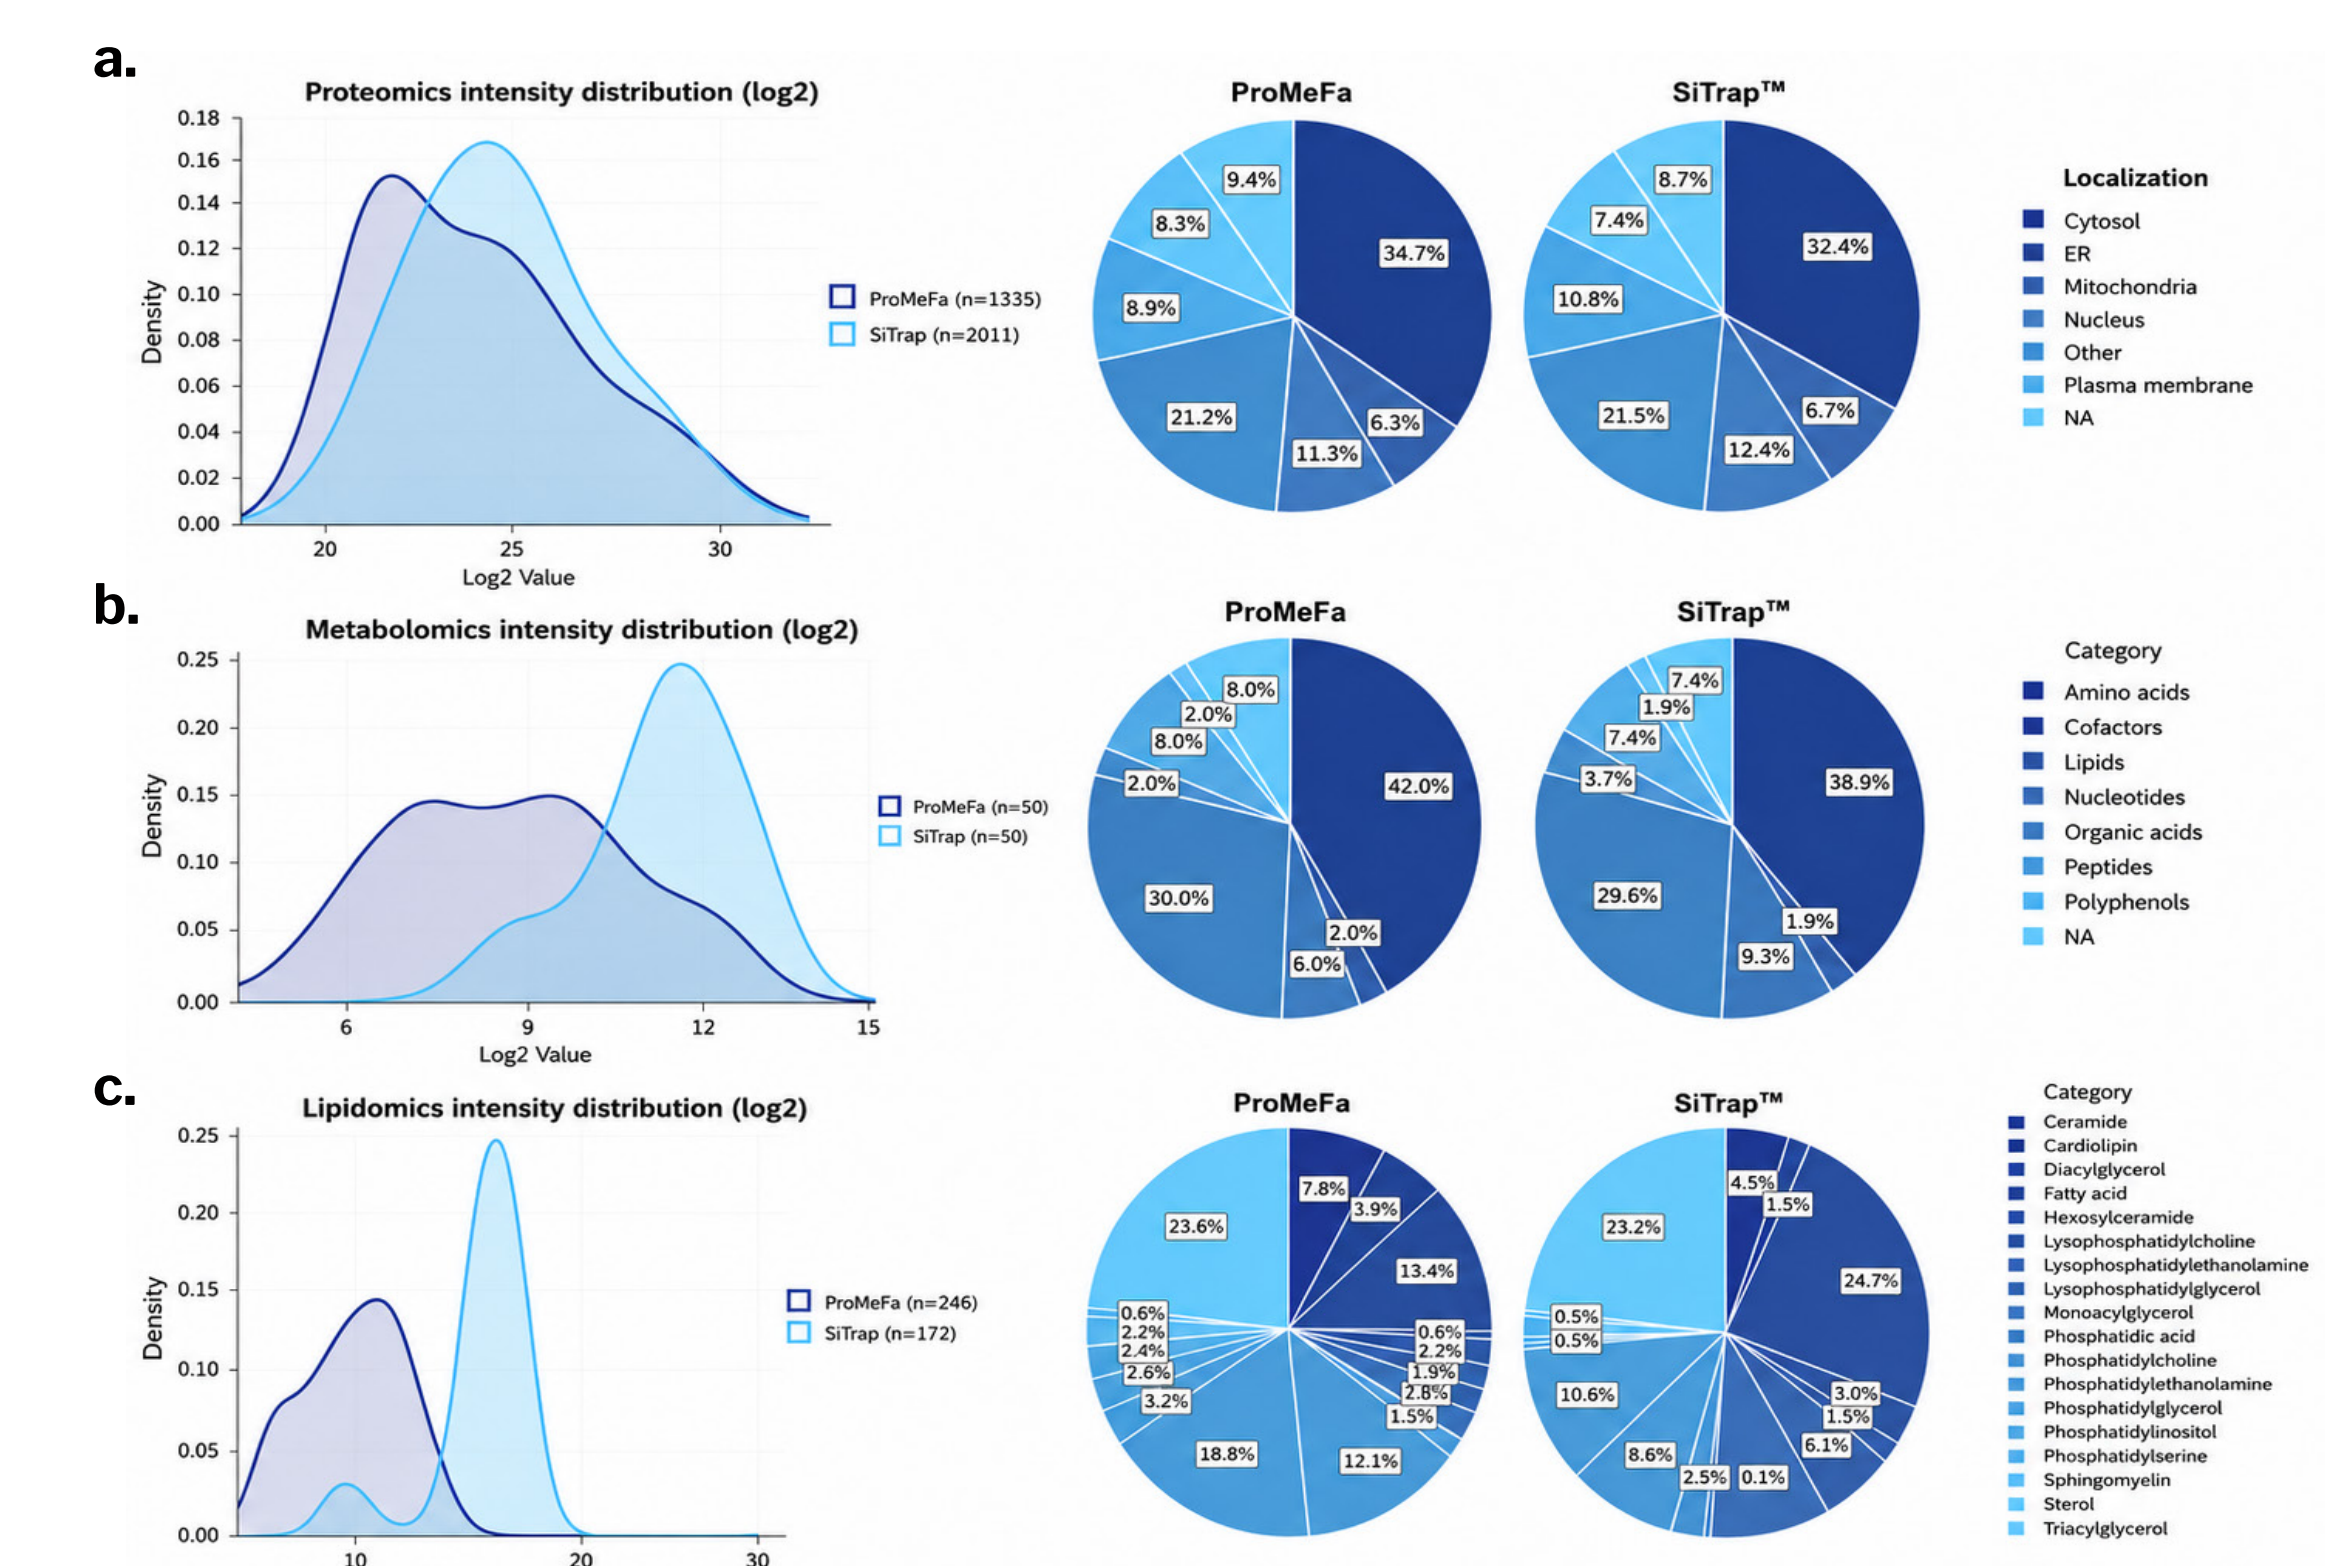 a.
Proteomics intensity distribution (log2)
0.18
0.16
0.14
0.12
0.10
0.08
0.06
0.04
0.02
0.00
Density
20 25 30
Log2 Value
ProMeFa (n=1335)
SiTrap (n=2011)
ProMeFa
9.4%
8.3%
34.7%
8.9%
21.2%
6.3%
11.3%
SiTrap™
8.7%
7.4%
32.4%
10.8%
21.5%
6.7%
12.4%
Localization
Cytosol
ER
Mitochondria
Nucleus
Other
Plasma membrane
NA
b.
Metabolomics intensity distribution (log2)
0.25
0.20
0.15
0.10
0.05
0.00
Density
6 9 12 15
Log2 Value
ProMeFa (n=50)
SiTrap (n=50)
ProMeFa
8.0%
2.0%
8.0%
2.0%
42.0%
30.0%
2.0%
6.0%
SiTrap™
7.4%
1.9%
7.4%
3.7%
38.9%
29.6%
1.9%
9.3%
Category
Amino acids
Cofactors
Lipids
Nucleotides
Organic acids
Peptides
Polyphenols
NA
c.
Lipidomics intensity distribution (log2)
0.25
0.20
0.15
0.10
0.05
0.00
Density
10 20 30
ProMeFa (n=246)
SiTrap (n=172)
ProMeFa
7.8%
3.9%
23.6%
13.4%
0.6%
2.2%
2.4%
2.6%
3.2%
0.6%
2.2%
1.9%
2.8%
1.5%
18.8%
12.1%
SiTrap™
4.5%
1.5%
23.2%
24.7%
0.5%
0.5%
10.6%
3.0%
1.5%
6.1%
8.6%
2.5%
0.1%
Category
Ceramide
Cardiolipin
Diacylglycerol
Fatty acid
Hexosylceramide
Lysophosphatidylcholine
Lysophosphatidylethanolamine
Lysophosphatidylglycerol
Monoacylglycerol
Phosphatidic acid
Phosphatidylcholine
Phosphatidylethanolamine
Phosphatidylglycerol
Phosphatidylinositol
Phosphatidylserine
Sphingomyelin
Sterol
Triacylglycerol